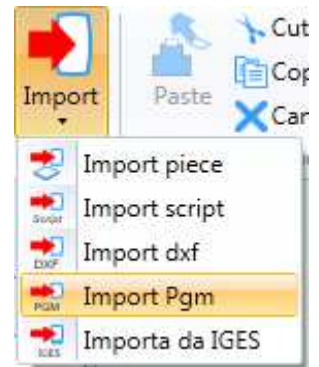 Import
Paste
Cut
Cop
Can
Import piece
Script
Import script
DXF
Import dxf
PGM
Import Pgm
IGES
Importa da IGES